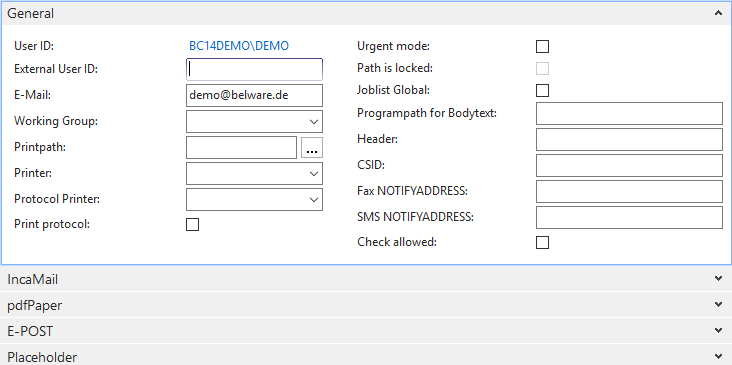 General
User ID: BC14DEMO\DEMO
External User ID:
E-Mail: demo@belware.de
Working Group:
Printpath: ...
Printer:
Protocol Printer:
Print protocol:
Urgent mode:
Path is locked:
Joblist Global:
Programpath for Bodytext:
Header:
CSID:
Fax NOTIFYADDRESS:
SMS NOTIFYADDRESS:
Check allowed:
IncaMail
pdfPaper
E-POST
Placeholder